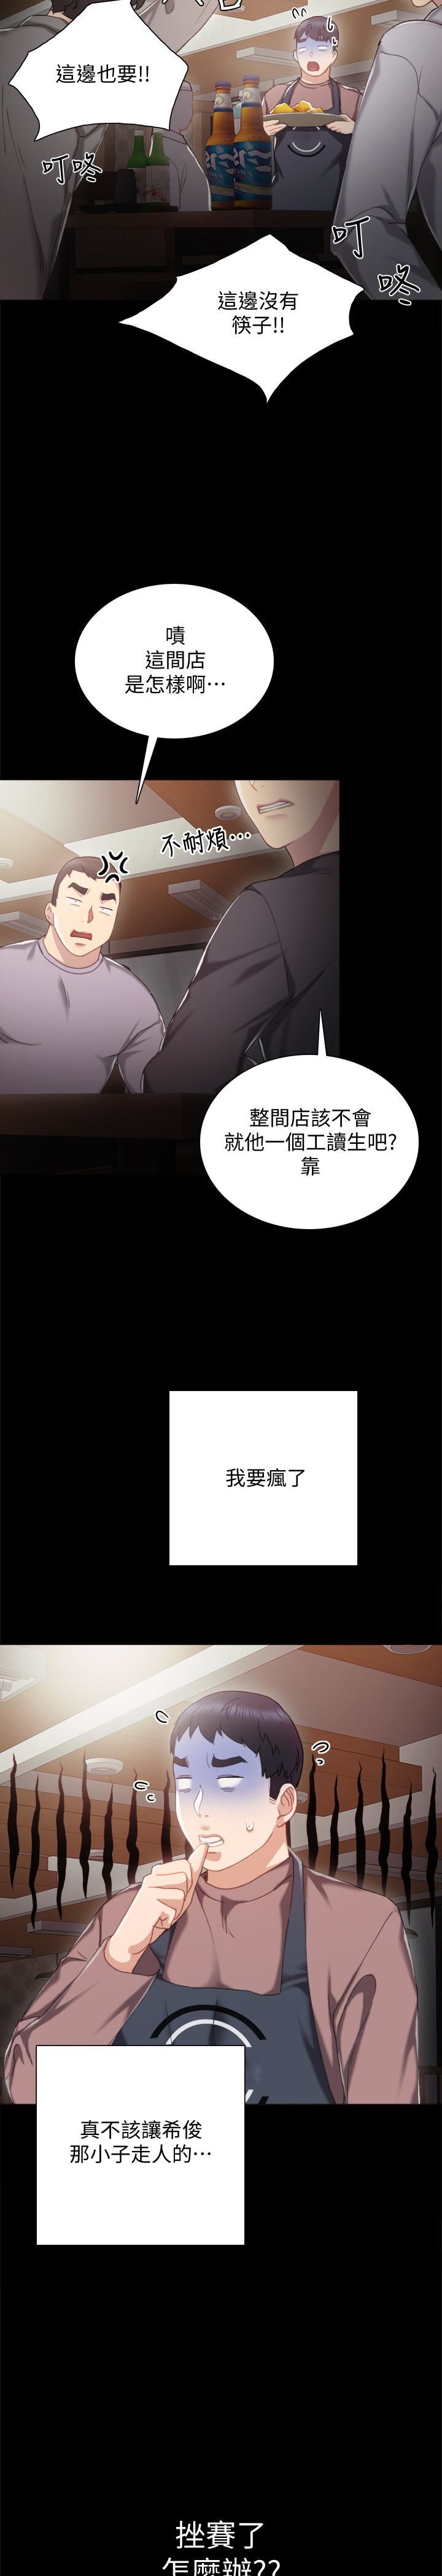 這邊也要!!
叮咚
叮咚
這邊沒有
筷子!!
嘖
這間店
是怎樣啊…
不耐煩…
整間店該不會
就他一個工讀生吧?
靠
我要瘋了
真不該讓希俊
那小子走人的…
挫賽了
怎麼辦??